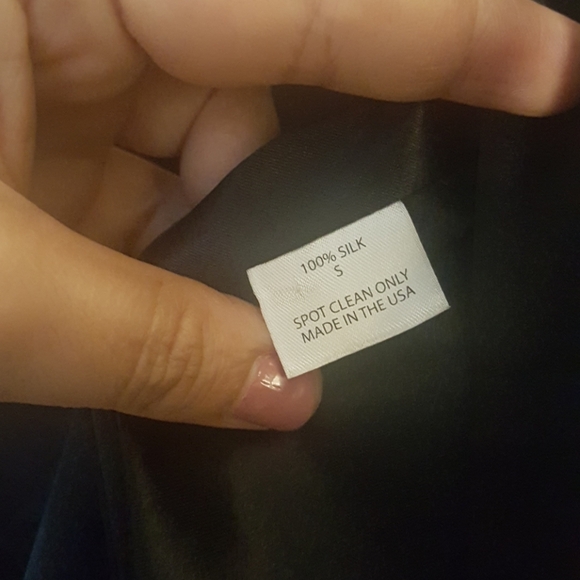 100% SILK
S
SPOT CLEAN ONLY
MADE IN THE USA